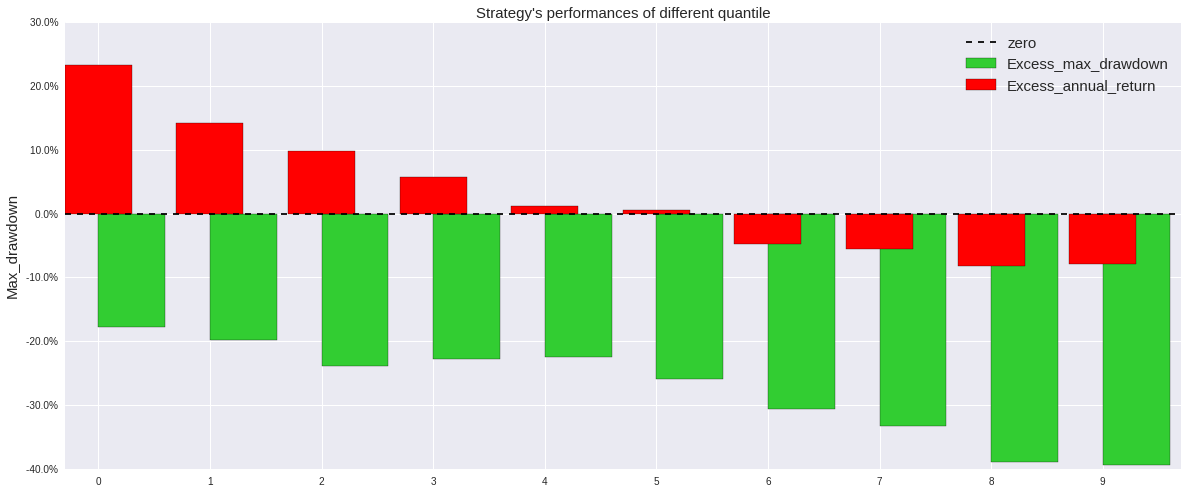 Strategy's performances of different quantile
30.0%
20.0%
10.0%
0.0%
-10.0%
-20.0%
-30.0%
-40.0%
Max_drawdown
zero
Excess_max_drawdown
Excess_annual_return
0 1 2 3 4 5 6 7 8 9